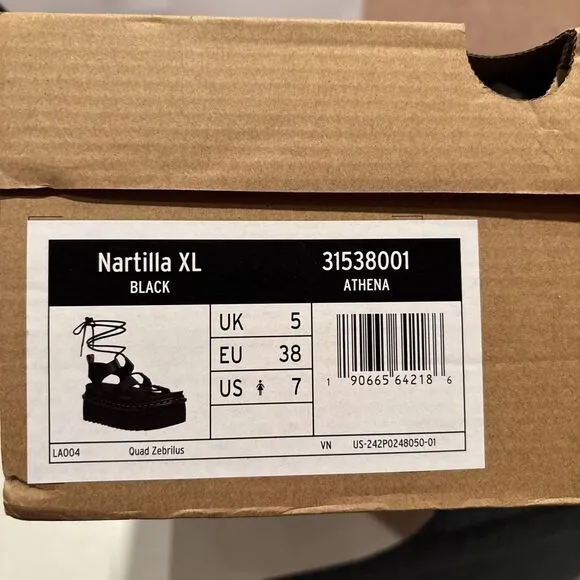 Nartilla XL
BLACK
31538001
ATHENA
UK 5
EU 38
US 7
1 90665 64218 6
LA004 Quad Zebrilus VN US-242P0248050-01